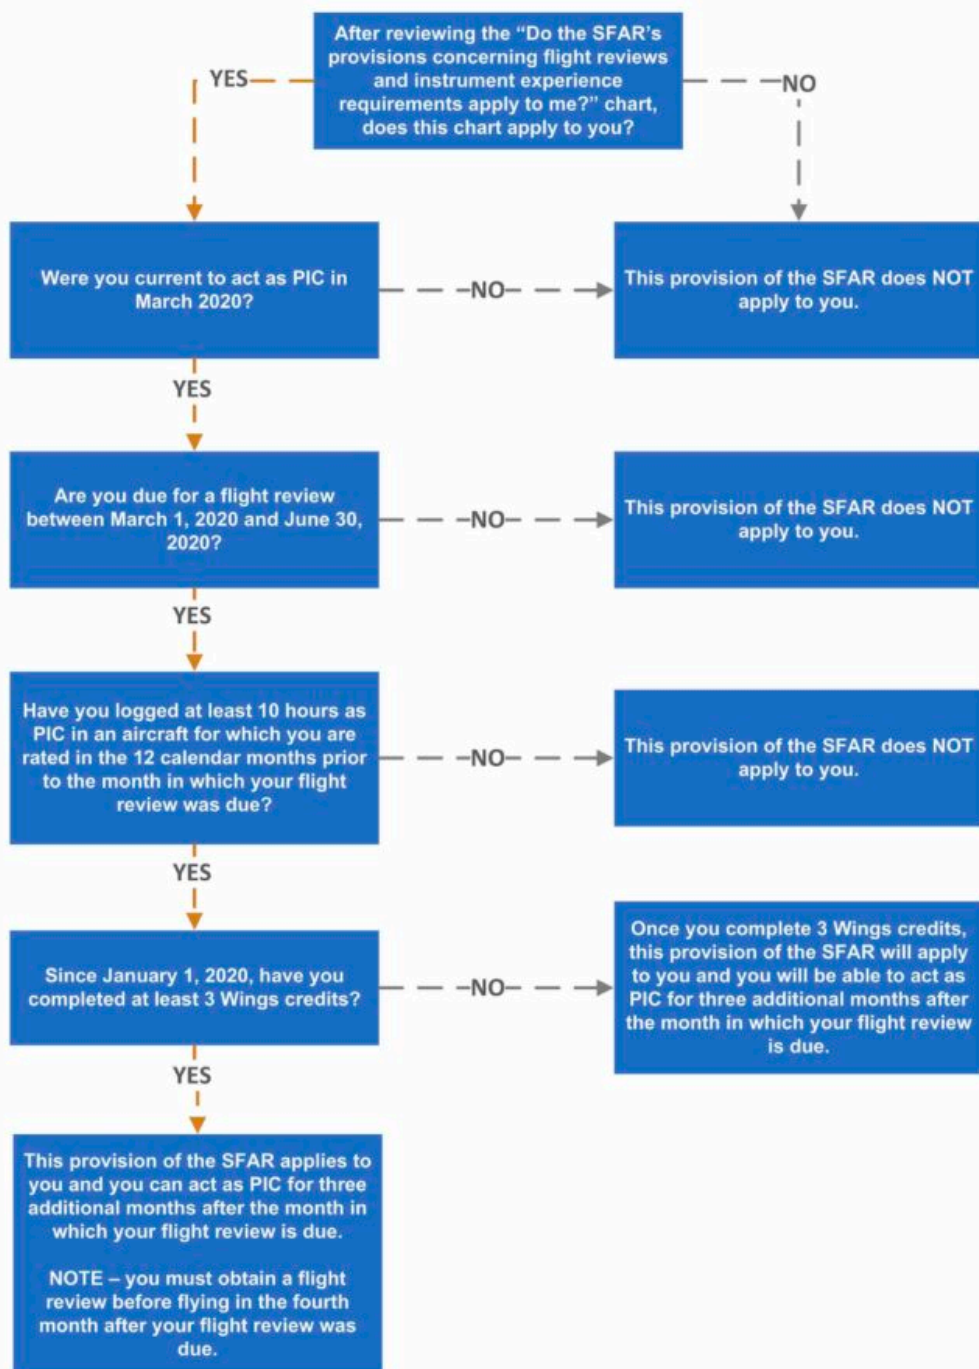 After reviewing the “Do the SFAR’s
provisions concerning flight reviews
and instrument experience
requirements apply to me?” chart,
does this chart apply to you?
YES
NO
Were you current to act as PIC in
March 2020?
NO
This provision of the SFAR does NOT
apply to you.
YES
Are you due for a flight review
between March 1, 2020 and June 30,
2020?
NO
This provision of the SFAR does NOT
apply to you.
YES
Have you logged at least 10 hours as
PIC in an aircraft for which you are
rated in the 12 calendar months prior
to the month in which your flight
review was due?
NO
This provision of the SFAR does NOT
apply to you.
YES
Since January 1, 2020, have you
completed at least 3 Wings credits?
NO
Once you complete 3 Wings credits,
this provision of the SFAR will apply
to you and you will be able to act as
PIC for three additional months after
the month in which your flight review
is due.
YES
This provision of the SFAR applies to
you and you can act as PIC for three
additional months after the month in
which your flight review is due.
NOTE – you must obtain a flight
review before flying in the fourth
month after your flight review was
due.